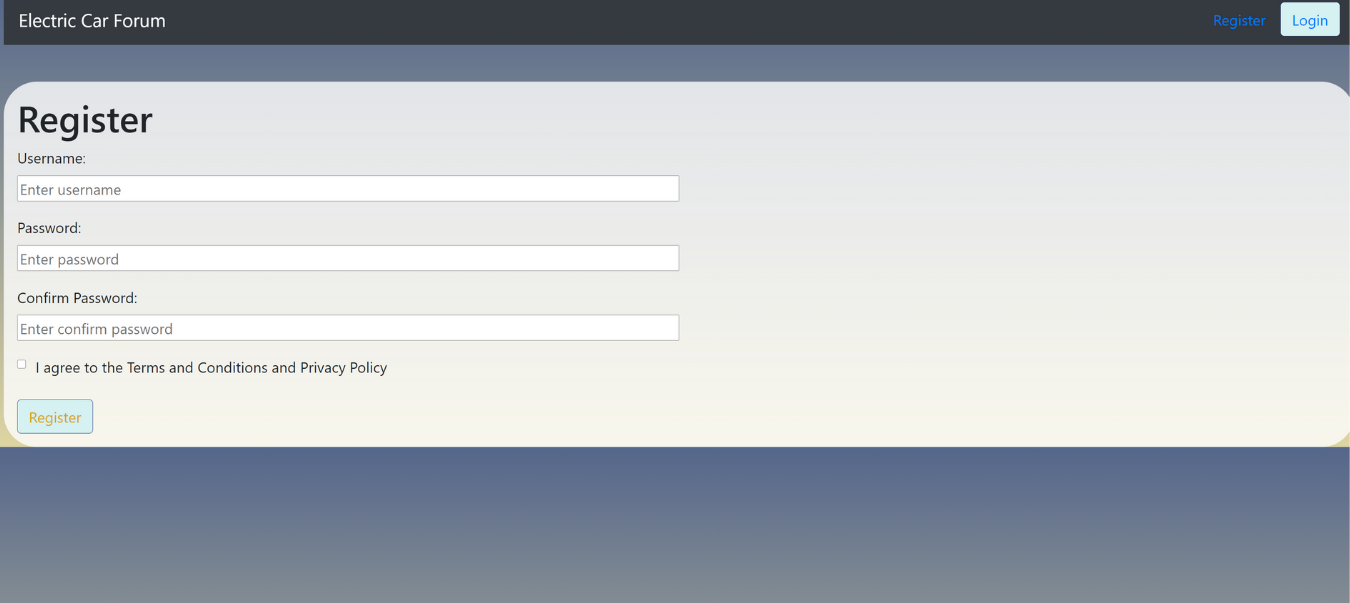 Electric Car Forum
Register
Login
Register
Username:
Enter username
Password:
Enter password
Confirm Password:
Enter confirm password
I agree to the Terms and Conditions and Privacy Policy
Register